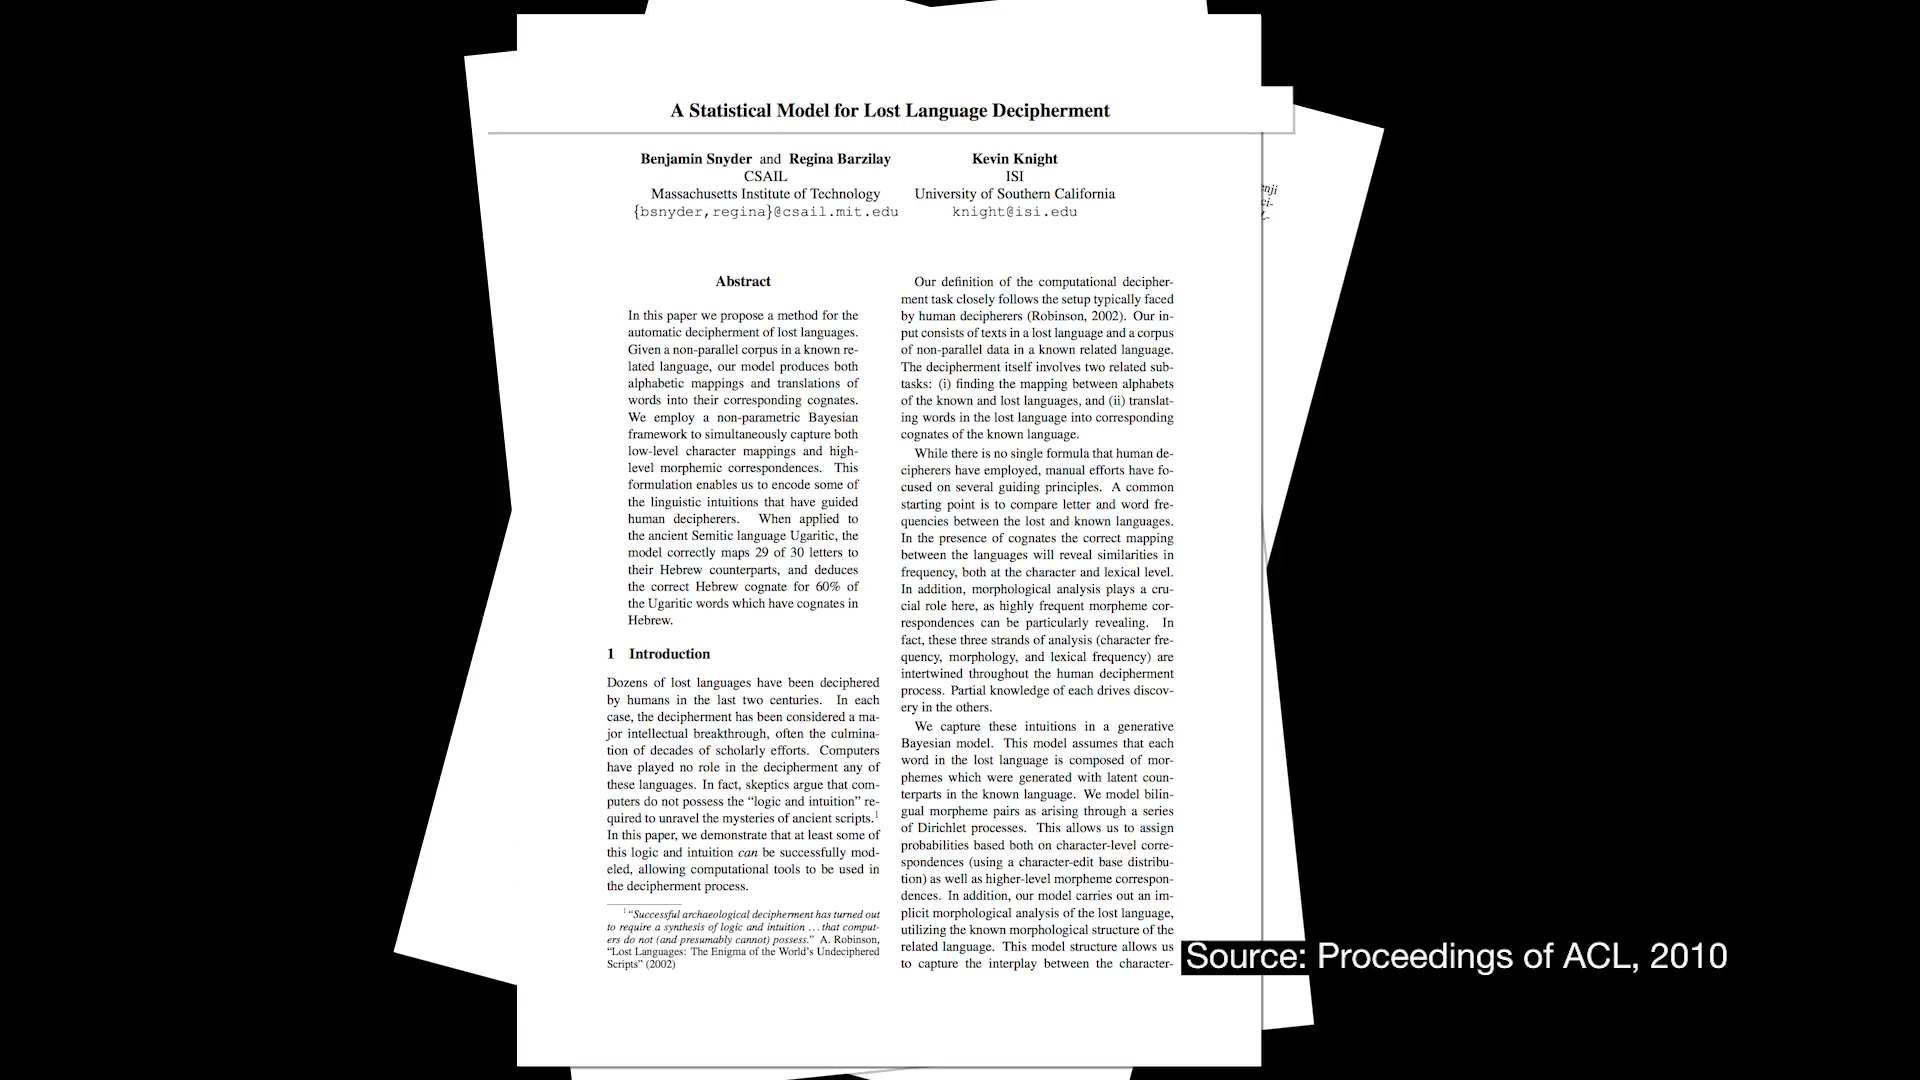 A Statistical Model for Lost Language Decipherment
Benjamin Snyder and Regina Barzilay
CSAIL
Massachusetts Institute of Technology
{bsnyder,regina}@csail.mit.edu
Kevin Knight
ISI
University of Southern California
knight@isi.edu
Abstract
In this paper we propose a method for the
automatic decipherment of lost languages.
Given a non-parallel corpus in a known re-
lated language, our model produces both
alphabetic mappings and translations of
words into their corresponding cognates.
We employ a non-parametric Bayesian
framework to simultaneously capture both
low-level character mappings and high-
level morphemic correspondences. This
formulation enables us to encode some of
the linguistic intuitions that have guided
human decipherers. When applied to
the ancient Semitic language Ugaritic, the
model correctly maps 29 of 30 letters to
their Hebrew counterparts, and deduces
the correct Hebrew cognate for 60% of
the Ugaritic words which have cognates in
Hebrew.
1 Introduction
Dozens of lost languages have been deciphered
by humans in the last two centuries. In each
case, the decipherment has been considered a ma-
jor intellectual breakthrough, often the culmina-
tion of decades of scholarly efforts. Computers
have played no role in the decipherment any of
these languages. In fact, skeptics argue that com-
puters do not possess the “logic and intuition” re-
quired to unravel the mysteries of ancient scripts.1
In this paper, we demonstrate that at least some of
this logic and intuition can be successfully mod-
eled, allowing computational tools to be used in
the decipherment process.
1 “Successful archaeological decipherment has turned out
to require a synthesis of logic and intuition ... that comput-
ers do not (and presumably cannot) possess.” A. Robinson,
“Lost Languages: The Enigma of the World’s Undeciphered
Scripts” (2002)
Our definition of the computational decipher-
ment task closely follows the setup typically faced
by human decipherers (Robinson, 2002). Our in-
put consists of texts in a lost language and a corpus
of non-parallel data in a known related language.
The decipherment itself involves two related sub-
tasks: (i) finding the mapping between alphabets
of the known and lost languages, and (ii) translat-
ing words in the lost language into corresponding
cognates of the known language.
While there is no single formula that human de-
cipherers have employed, manual efforts have fo-
cused on several guiding principles. A common
starting point is to compare letter and word fre-
quencies between the lost and known languages.
In the presence of cognates the correct mapping
between the languages will reveal similarities in
frequency, both at the character and lexical level.
In addition, morphological analysis plays a cru-
cial role here, as highly frequent morpheme cor-
respondences can be particularly revealing. In
fact, these three strands of analysis (character fre-
quency, morphology, and lexical frequency) are
intertwined throughout the human decipherment
process. Partial knowledge of each drives discov-
ery in the others.
We capture these intuitions in a generative
Bayesian model. This model assumes that each
word in the lost language is composed of mor-
phemes which were generated with latent coun-
terparts in the known language. We model bilin-
gual morpheme pairs as arising through a series
of Dirichlet processes. This allows us to assign
probabilities based both on character-level corre-
spondences (using a character-edit base distribu-
tion) as well as higher-level morpheme correspon-
dences. In addition, our model carries out an im-
plicit morphological analysis of the lost language,
utilizing the known morphological structure of the
related language. This model structure allows us
to capture the interplay between the character-
Source: Proceedings of ACL, 2010